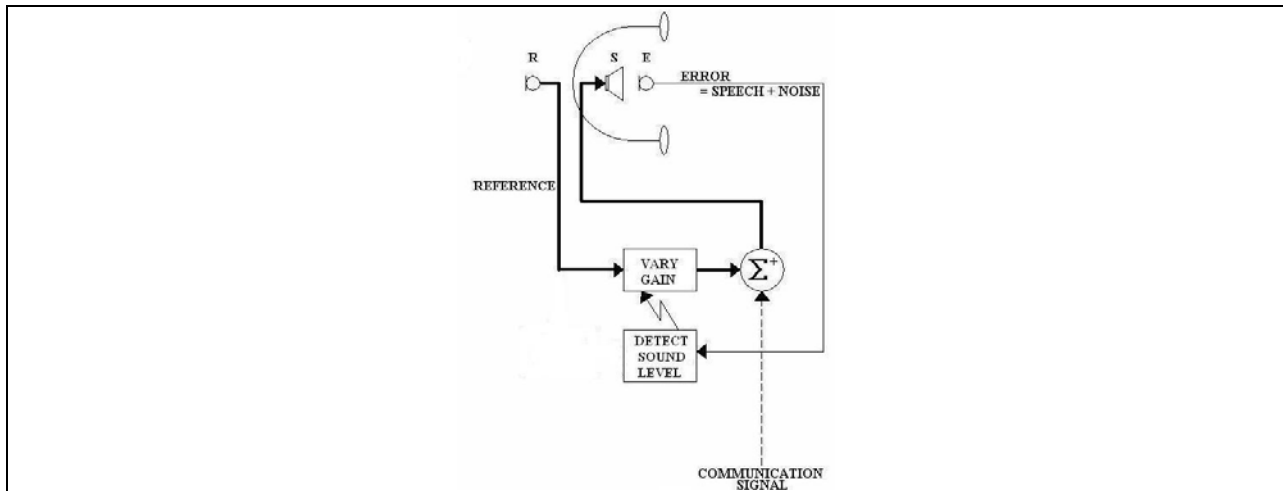 R
S
E
ERROR
= SPEECH + NOISE
REFERENCE
VARY
GAIN
Σ+
DETECT
SOUND
LEVEL
COMMUNICATION
SIGNAL